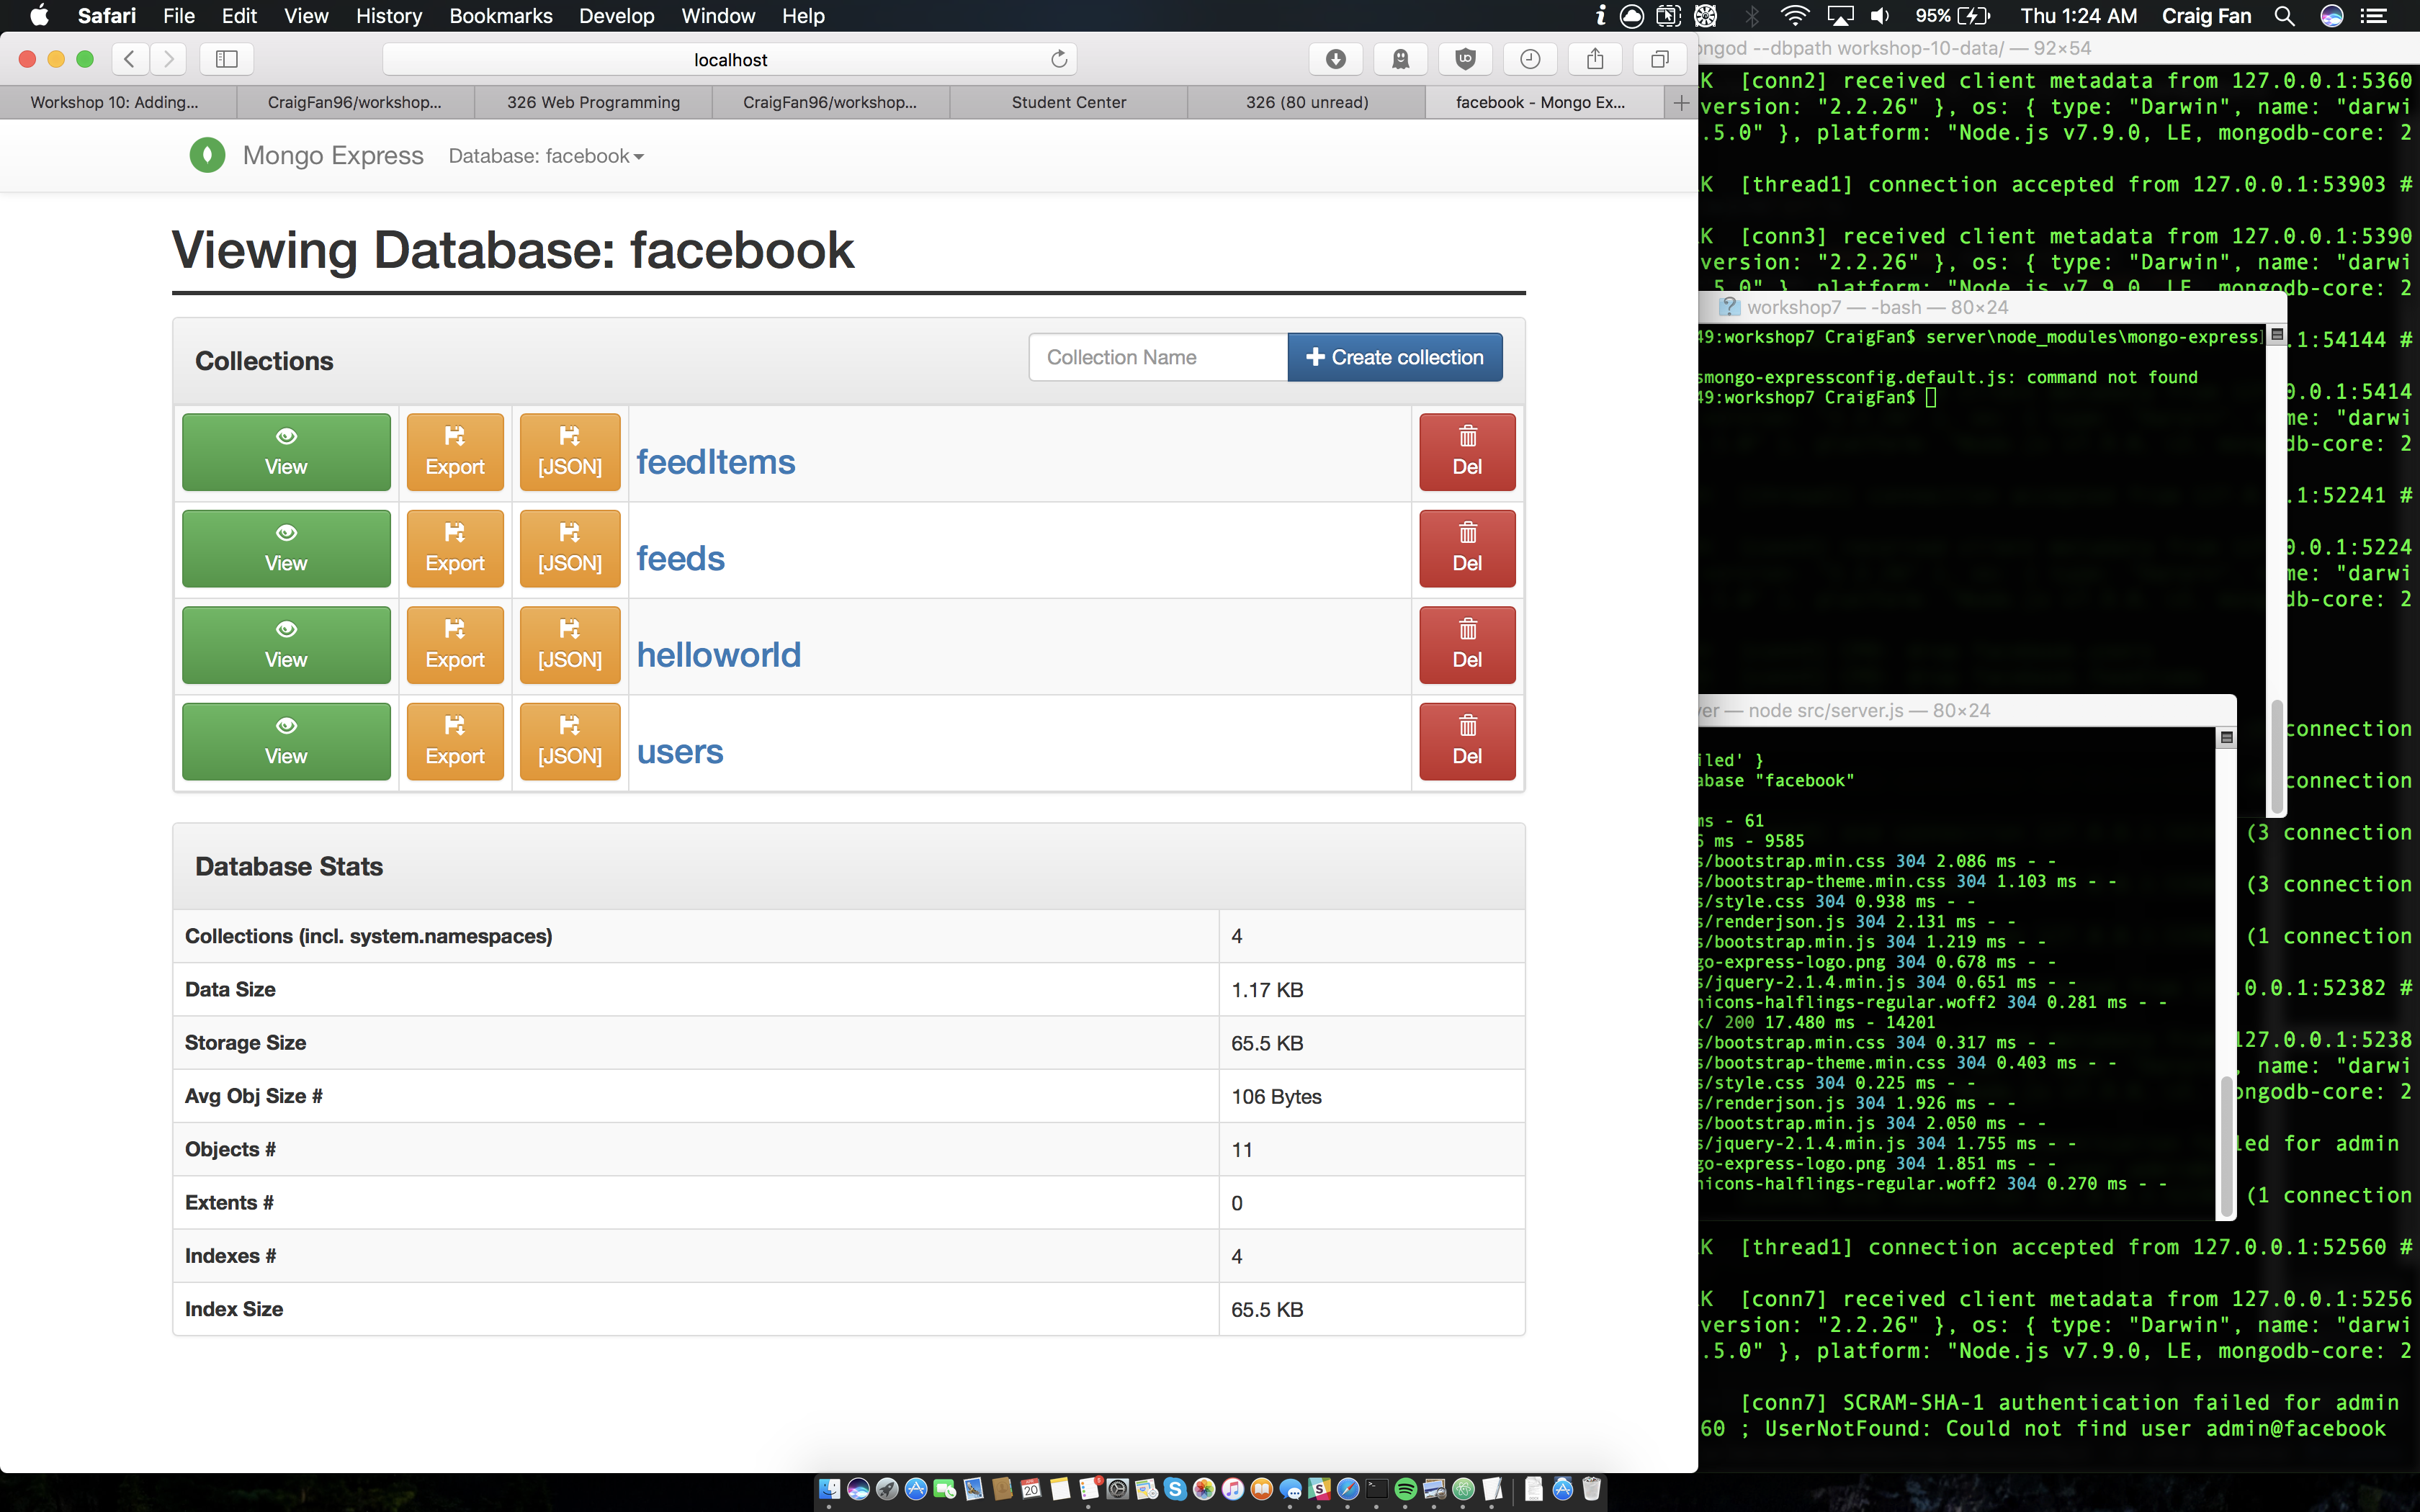 Safari File Edit View History Bookmarks Develop Window Help
95% Thu 1:24 AM Craig Fan
localhost
Workshop 10: Adding...
CraigFan96/workshop...
326 Web Programming
CraigFan96/workshop...
Student Center
326 (80 unread)
facebook - Mongo Ex...
Mongo Express Database: facebook
Viewing Database: facebook
Collections
Collection Name
Create collection
View Export [JSON] feedItems Del
View Export [JSON] feeds Del
View Export [JSON] helloworld Del
View Export [JSON] users Del
Database Stats
Collections (incl. system.namespaces) 4
Data Size 1.17 KB
Storage Size 65.5 KB
Avg Obj Size # 106 Bytes
Objects # 11
Extents # 0
Indexes # 4
Index Size 65.5 KB
--dbpath workshop-10-data/ — 92×54
[conn2] received client metadata from 127.0.0.1:5360
version: "2.2.26" }, os: { type: "Darwin", name: "darwi
.5.0" }, platform: "Node.js v7.9.0, LE, mongodb-core: 2
[thread1] connection accepted from 127.0.0.1:53903 #
[conn3] received client metadata from 127.0.0.1:5390
version: "2.2.26" }, os: { type: "Darwin", name: "darwi
.5.0" }, platform: "Node.js v7.9.0, LE, mongodb-core: 2
workshop7 — -bash — 80×24
49:workshop7 CraigFan$ server\node_modules\mongo-express
smongo-expressconfig.default.js: command not found
49:workshop7 CraigFan$
.1:54144 #
0.0.1:5414
me: "darwi
db-core: 2
.1:52241 #
0.0.1:5224
me: "darwi
db-core: 2
connection
connection
(3 connection
(3 connection
(1 connection
.0.0.1:52382 #
127.0.0.1:5238
, name: "darwi
ongodb-core: 2
led for admin
(1 connection
ver — node src/server.js — 80×24
iled' }
abase "facebook"
ms - 61
6 ms - 9585
s/bootstrap.min.css 304 2.086 ms - -
s/bootstrap-theme.min.css 304 1.103 ms - -
s/style.css 304 0.938 ms - -
s/renderjson.js 304 2.131 ms - -
s/bootstrap.min.js 304 1.219 ms - -
go-express-logo.png 304 0.678 ms - -
s/jquery-2.1.4.min.js 304 0.651 ms - -
hicons-halflings-regular.woff2 304 0.281 ms - -
k/ 200 17.480 ms - 14201
s/bootstrap.min.css 304 0.317 ms - -
s/bootstrap-theme.min.css 304 0.403 ms - -
s/style.css 304 0.225 ms - -
s/renderjson.js 304 1.926 ms - -
s/bootstrap.min.js 304 2.050 ms - -
s/jquery-2.1.4.min.js 304 1.755 ms - -
go-express-logo.png 304 1.851 ms - -
hicons-halflings-regular.woff2 304 0.270 ms - -
[thread1] connection accepted from 127.0.0.1:52560 #
[conn7] received client metadata from 127.0.0.1:5256
version: "2.2.26" }, os: { type: "Darwin", name: "darwi
.5.0" }, platform: "Node.js v7.9.0, LE, mongodb-core: 2
[conn7] SCRAM-SHA-1 authentication failed for admin
60 ; UserNotFound: Could not find user admin@facebook